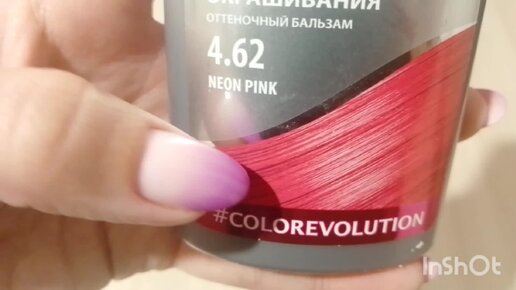 ОКРАШИВАНИЯ
ОТТЕНОЧНЫЙ БАЛЬЗАМ
4.62
NEON PINK
#COLOREVOLUTION
InShOt